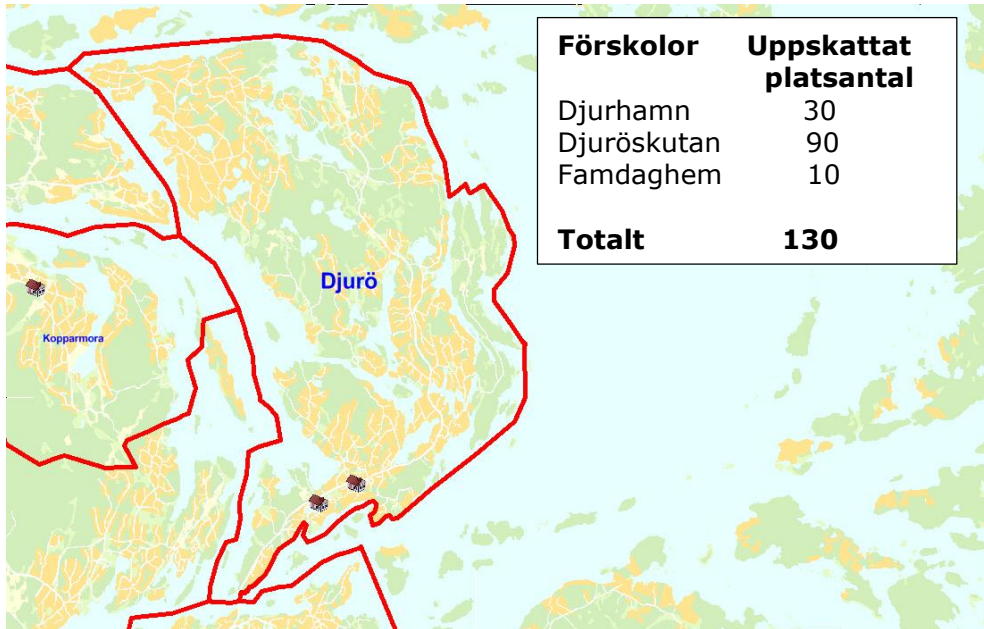 Förskolor Uppskattat
platsantal
Djurhamn 30
Djuröskutan 90
Famdaghem 10
Totalt 130
Djurö
Kopparmora